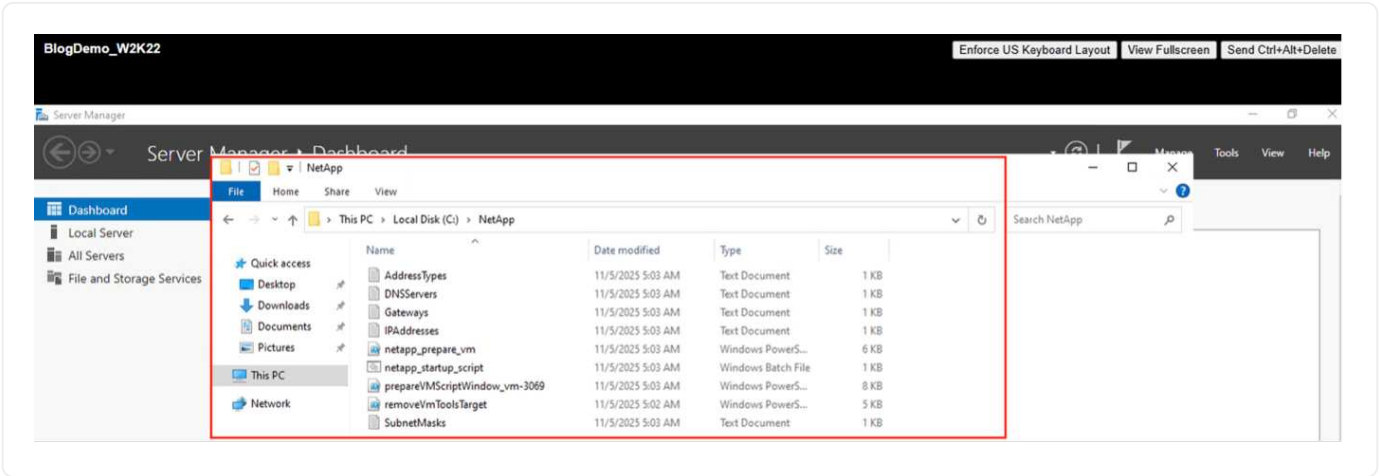 BlogDemo_W2K22 Enforce US Keyboard Layout View Fullscreen Send Ctrl+Alt+Delete
Server Manager
Server Manager • Dashboard Manage Tools View Help
NetApp
File Home Share View
This PC > Local Disk (C:) > NetApp Search NetApp
Dashboard
Local Server
All Servers
File and Storage Services
Quick access
Desktop
Downloads
Documents
Pictures
This PC
Network
Name Date modified Type Size
AddressTypes 11/5/2025 5:03 AM Text Document 1 KB
DNSServers 11/5/2025 5:03 AM Text Document 1 KB
Gateways 11/5/2025 5:03 AM Text Document 1 KB
IPAddresses 11/5/2025 5:03 AM Text Document 1 KB
netapp_prepare_vm 11/5/2025 5:03 AM Windows PowerS... 6 KB
netapp_startup_script 11/5/2025 5:03 AM Windows Batch File 1 KB
prepareVMScriptWindow_vm-3069 11/5/2025 5:03 AM Windows PowerS... 8 KB
removeVmToolsTarget 11/5/2025 5:02 AM Windows PowerS... 5 KB
SubnetMasks 11/5/2025 5:03 AM Text Document 1 KB